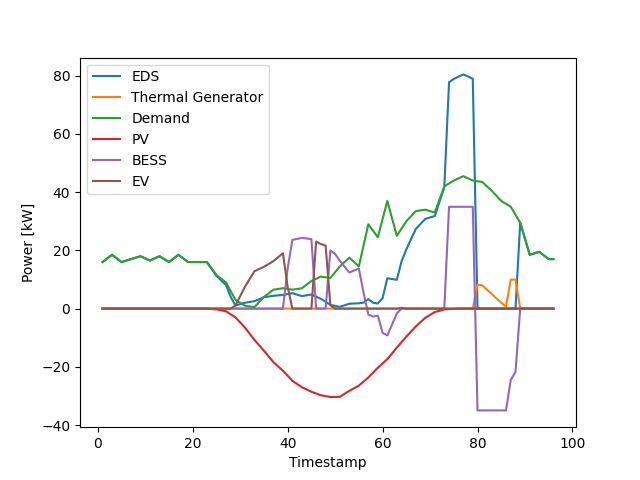 EDS
Thermal Generator
Demand
PV
BESS
EV
Power [kW]
80
60
40
20
0
−20
−40
0 20 40 60 80 100
Timestamp